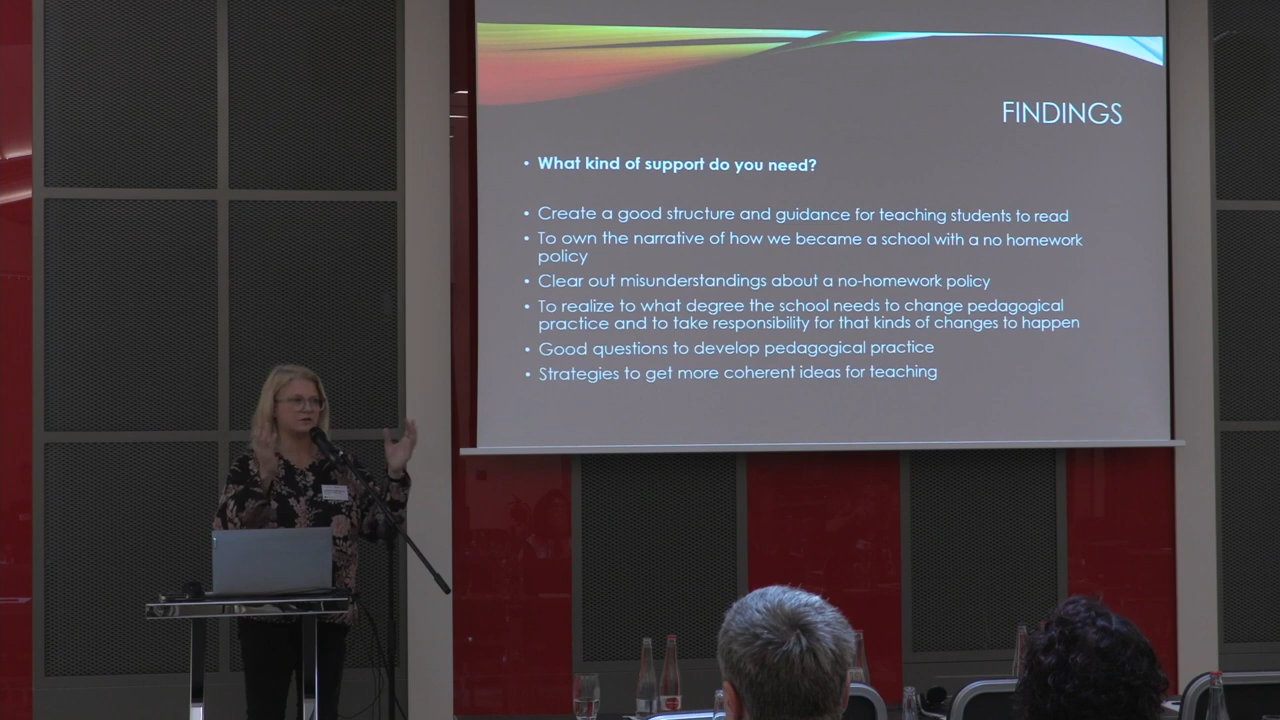 FINDINGS
• What kind of support do you need?
• Create a good structure and guidance for teaching students to read
• To own the narrative of how we became a school with a no homework
policy
• Clear out misunderstandings about a no-homework policy
• To realize to what degree the school needs to change pedagogical
practice and to take responsibility for that kinds of changes to happen
• Good questions to develop pedagogical practice
• Strategies to get more coherent ideas for teaching